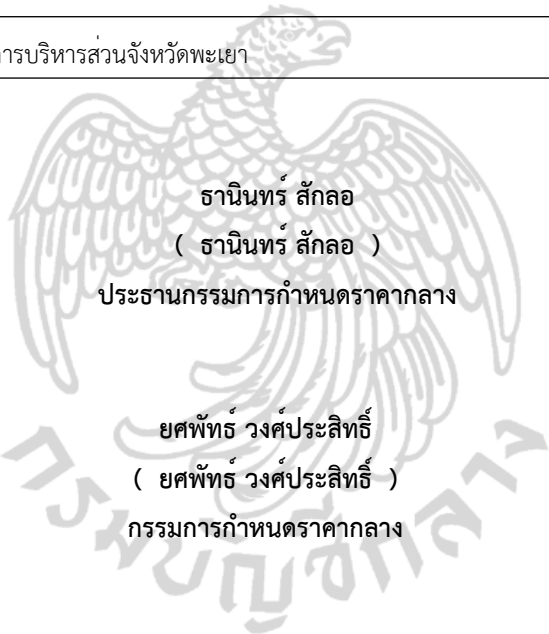 ารบริหารส่วนจังหวัดพะเยา
ธานินทร์ สักลอ
( ธานินทร์ สักลอ )
ประธานกรรมการกำหนดราคากลาง
ยศพัทธ์ วงศ์ประสิทธิ์
( ยศพัทธ์ วงศ์ประสิทธิ์ )
กรรมการกำหนดราคากลาง
กรมบัญชีกลาง